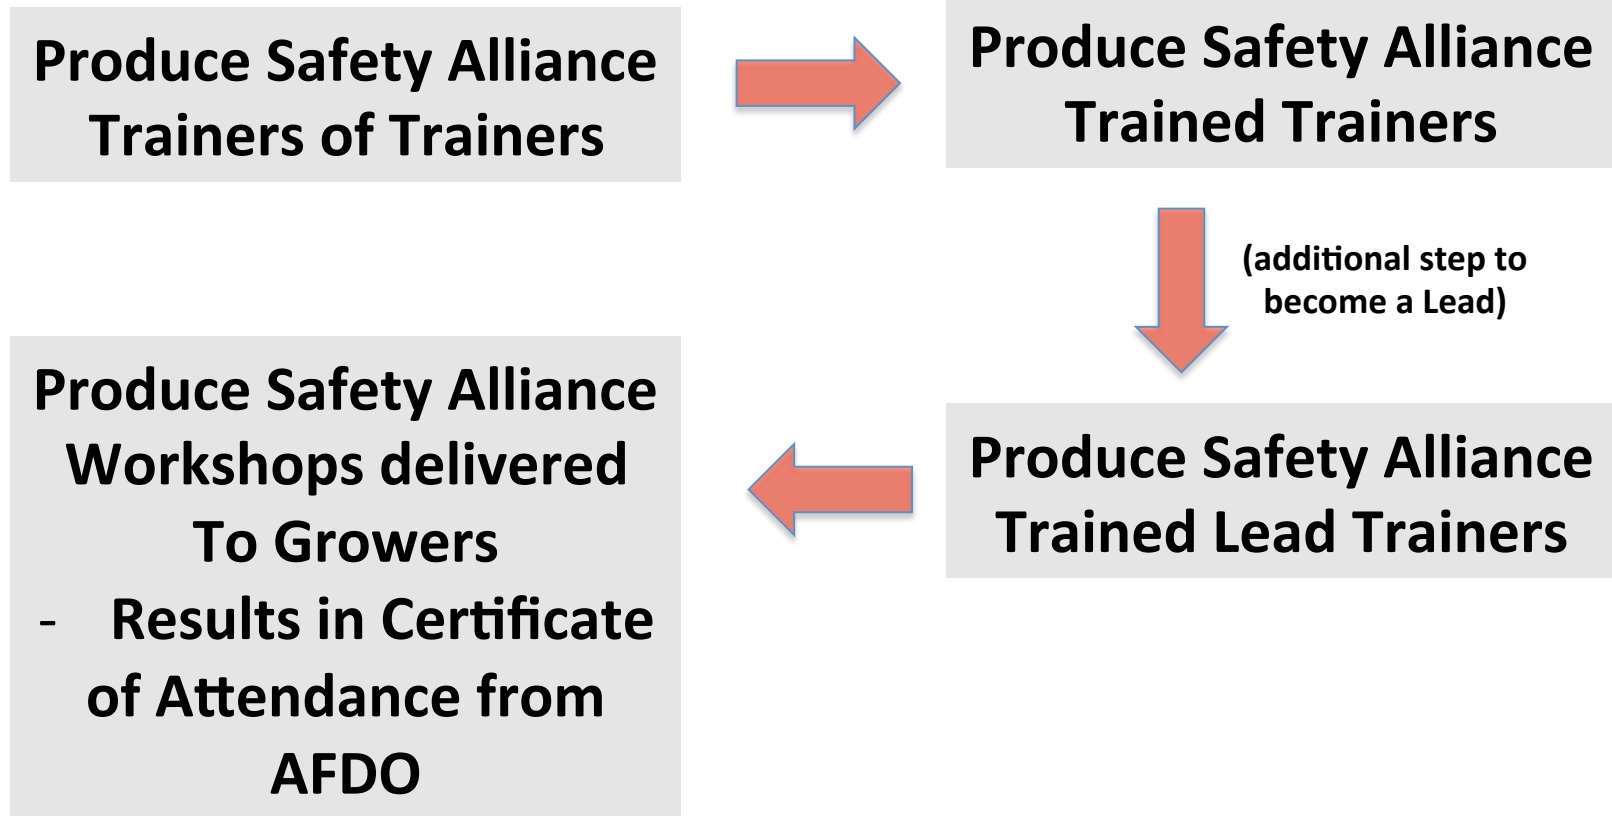 Produce Safety Alliance
Trainers of Trainers
Produce Safety Alliance
Trained Trainers
(additional step to
become a Lead)
Produce Safety Alliance
Trained Lead Trainers
Produce Safety Alliance
Workshops delivered
To Growers
- Results in Certificate
of Attendance from
AFDO